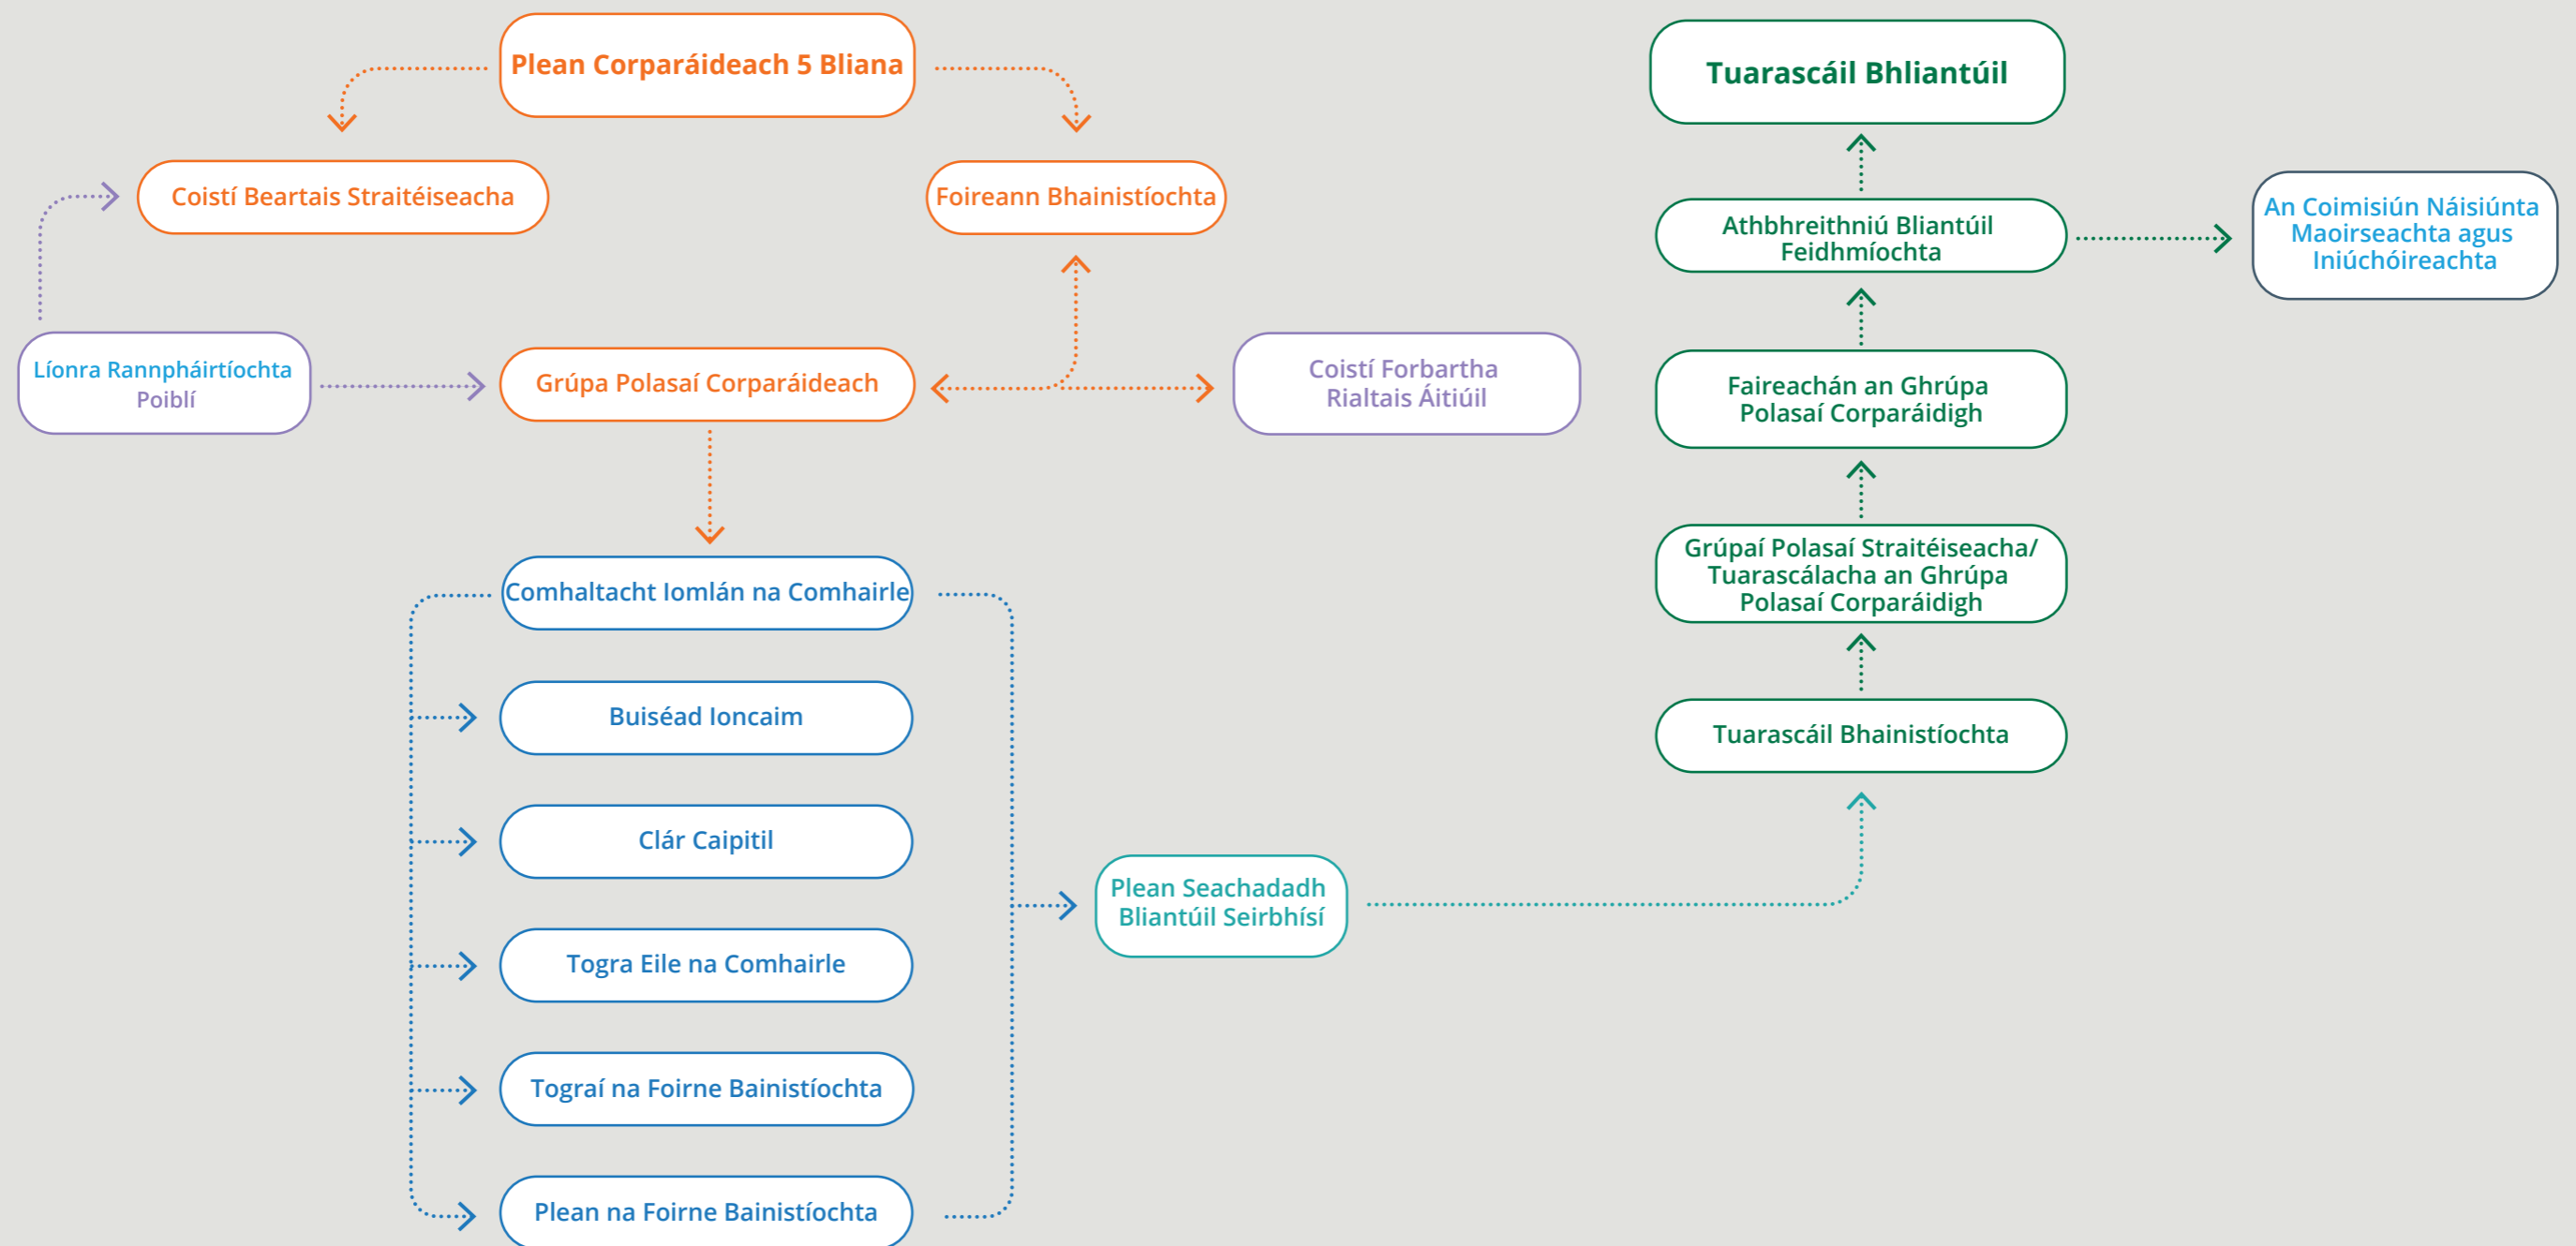 Plean Corparáideach 5 Bliana
Coistí Beartais Straitéiseacha
Foireann Bhainistíochta
Líonra Rannpháirtíochta
Poiblí
Grúpa Polasaí Corparáideach
Coistí Forbartha
Rialtais Áitiúil
Comhaltacht Iomlán na Comhairle
Buiséad Ioncaim
Clár Caipitil
Togra Eile na Comhairle
Tograí na Foirne Bainistíochta
Plean na Foirne Bainistíochta
Plean Seachadadh
Bliantúil Seirbhísí
Tuarascáil Bhliantúil
Athbhreithniú Bliantúil
Feidhmíochta
An Coimisiún Náisiúnta
Maoirseachta agus
Iniúchóireachta
Faireachán an Ghrúpa
Polasaí Corparáidigh
Grúpaí Polasaí Straitéiseacha/
Tuarascálacha an Ghrúpa
Polasaí Corparáidigh
Tuarascáil Bhainistíochta